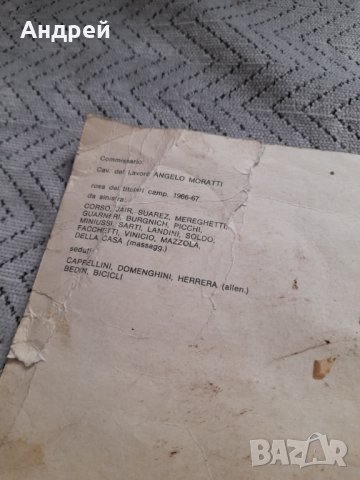 Андрей
Commissario:
Cav. del Lavoro ANGELO MORATTI
rosa dei titolari camp. 1966-67
da sinistra:
CORSO, JAIR, SUAREZ, MEREGHETTI,
GUARNERI, BURGNICH, PICCHI,
MINIUSSI, SARTI, LANDINI, SOLDO,
FACCHETTI, VINICIO, MAZZOLA,
DELLA CASA (massagg.)
seduti:
CAPPELLINI, DOMENGHINI, HERRERA (allen.)
BEDIN, BICICLI
BAZAR